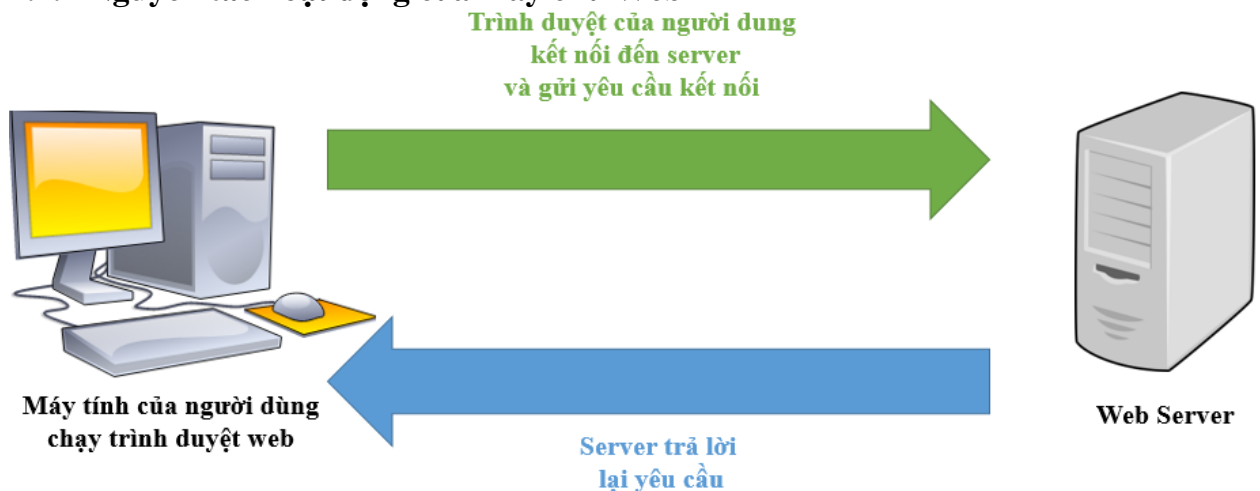 Trình duyệt của người dung
kết nối đến server
và gửi yêu cầu kết nối
Máy tính của người dùng
chạy trình duyệt web
Web Server
Server trả lời
lại yêu cầu